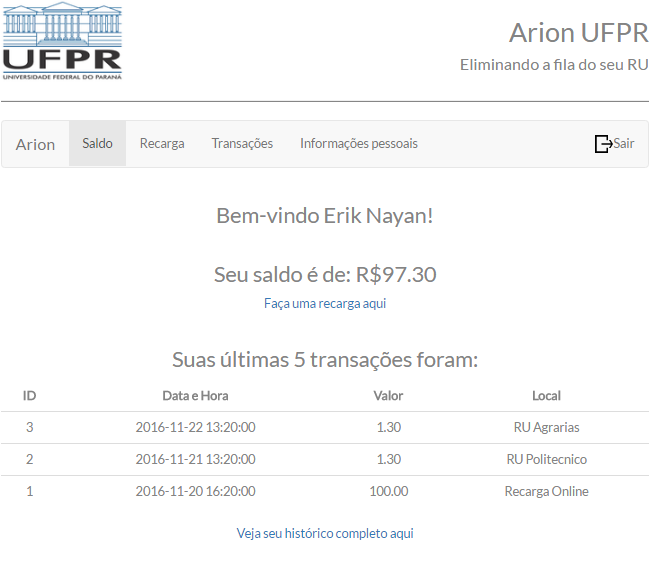 UFPR
UNIVERSIDADE FEDERAL DO PARANÁ
Arion UFPR
Eliminando a fila do seu RU
Arion Saldo Recarga Transações Informações pessoais Sair
Bem-vindo Erik Nayan!
Seu saldo é de: R$97.30
Faça uma recarga aqui
Suas últimas 5 transações foram:
ID Data e Hora Valor Local
3 2016-11-22 13:20:00 1.30 RU Agrarias
2 2016-11-21 13:20:00 1.30 RU Politecnico
1 2016-11-20 16:20:00 100.00 Recarga Online
Veja seu histórico completo aqui